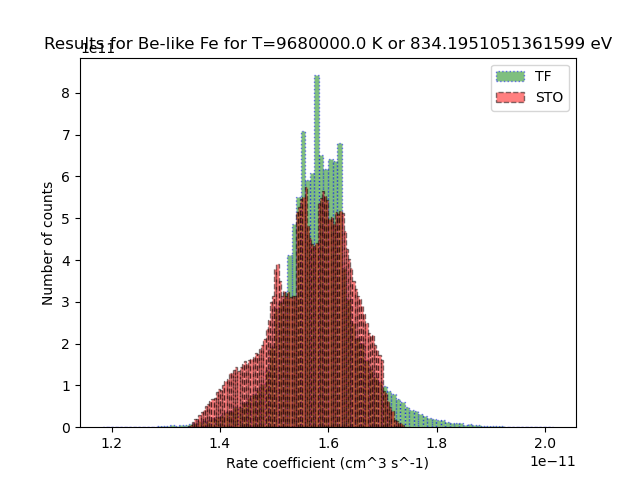 Results for Be-like Fe for T=9680000.0 K or 834.1951051361599 eV
1e11
TF
STO
8
7
6
5
4
3
2
1
0
Number of counts
1.2 1.4 1.6 1.8 2.0
Rate coefficient (cm^3 s^-1)
1e−11